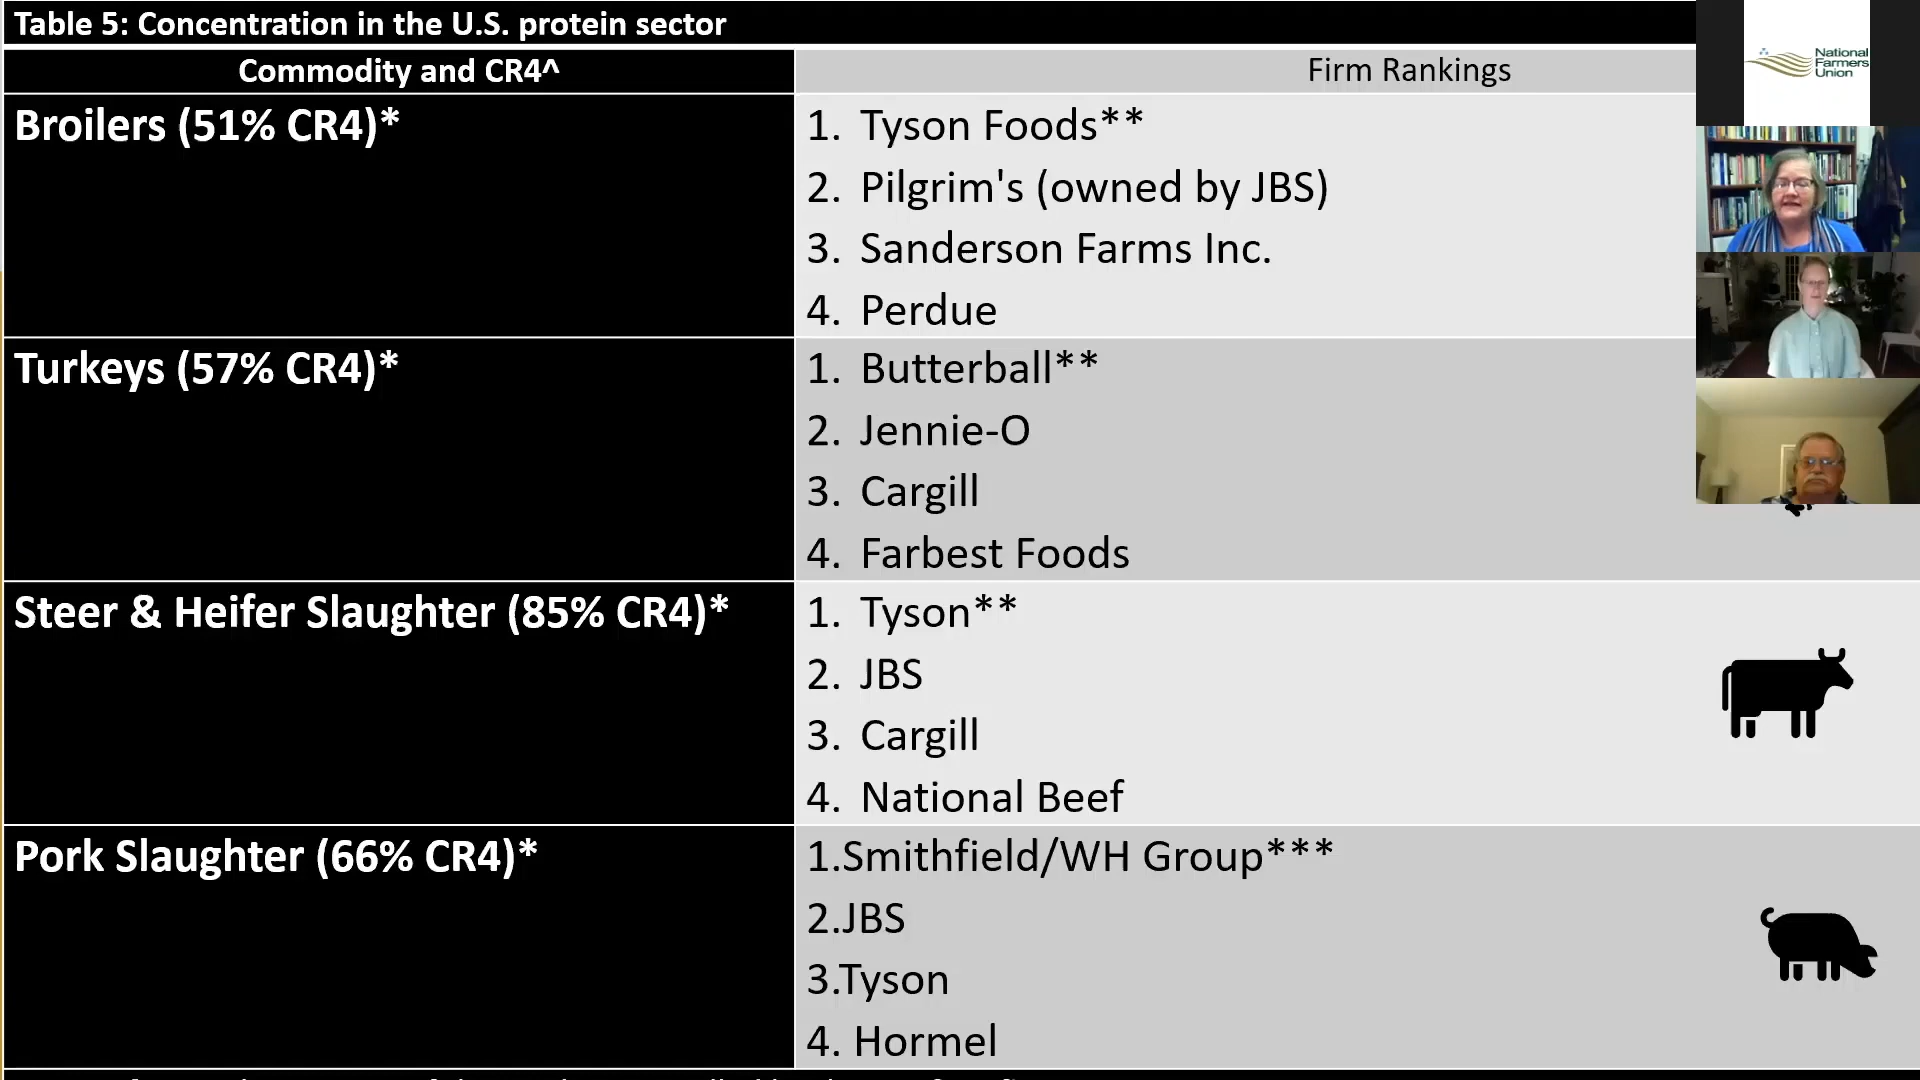 Table 5: Concentration in the U.S. protein sector
Commodity and CR4^
Firm Rankings
Broilers (51% CR4)*
1. Tyson Foods**
2. Pilgrim's (owned by JBS)
3. Sanderson Farms Inc.
4. Perdue
Turkeys (57% CR4)*
1. Butterball**
2. Jennie-O
3. Cargill
4. Farbest Foods
Steer & Heifer Slaughter (85% CR4)*
1. Tyson**
2. JBS
3. Cargill
4. National Beef
Pork Slaughter (66% CR4)*
1.Smithfield/WH Group***
2.JBS
3.Tyson
4. Hormel
National
Farmers
Union